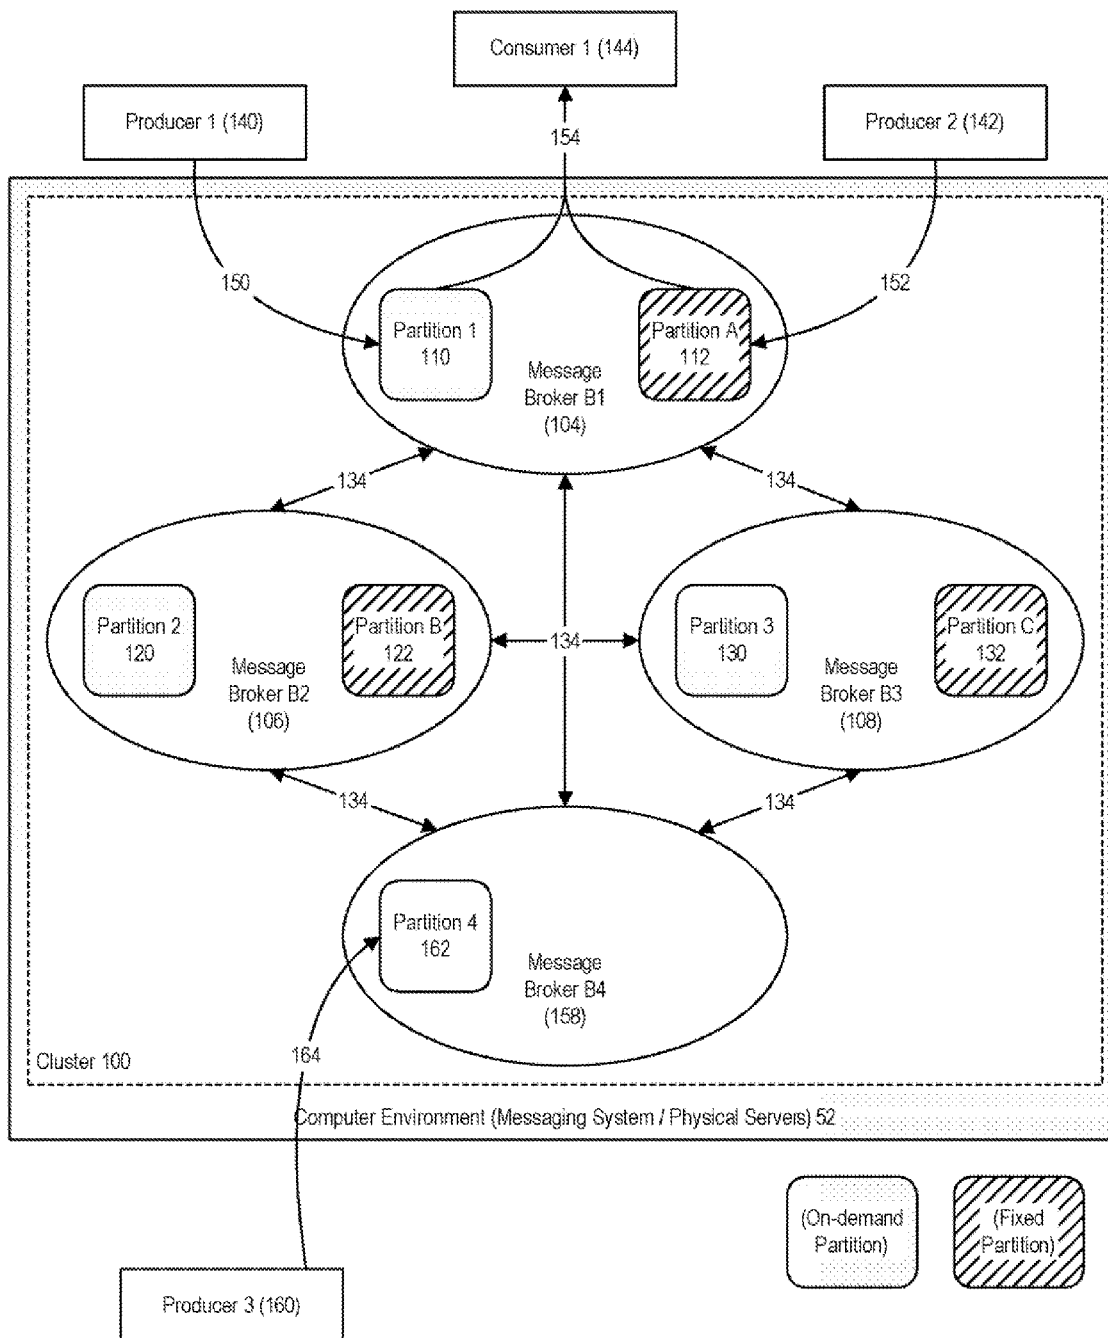 Consumer 1 (144)
Producer 1 (140)
Producer 2 (142)
154
150
152
Partition 1
110
Partition A
112
Message
Broker B1
(104)
134
134
Partition 2
120
Partition B
122
Message
Broker B2
(106)
134
Partition 3
130
Partition C
132
Message
Broker B3
(108)
134
134
Partition 4
162
Message
Broker B4
(158)
164
Cluster 100
Computer Environment (Messaging System / Physical Servers) 52
(On-demand
Partition)
(Fixed
Partition)
Producer 3 (160)